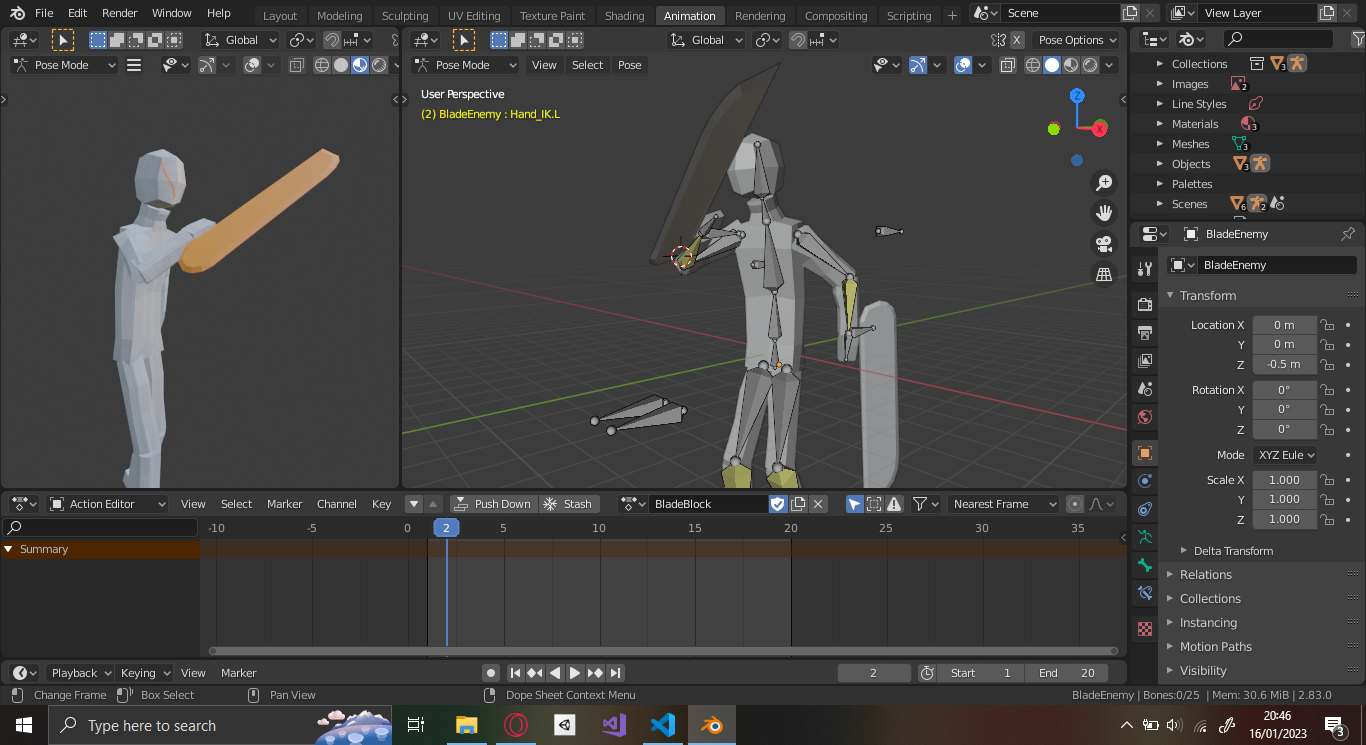 File Edit Render Window Help Layout Modeling Sculpting UV Editing Texture Paint Shading Animation Rendering Compositing Scripting + Scene View Layer
Global Global X Pose Options
Pose Mode Pose Mode View Select Pose
User Perspective
(2) BladeEnemy : Hand_IK.L
Z
X
Collections 3
Images 2
Line Styles
Materials 3
Meshes 3
Objects 3
Palettes
Scenes 6 2
BladeEnemy
BladeEnemy
Transform
Location X 0 m
Y 0 m
Z -0.5 m
Rotation X 0°
Y 0°
Z 0°
Mode XYZ Eule
Scale X 1.000
Y 1.000
Z 1.000
Delta Transform
Relations
Collections
Instancing
Motion Paths
Visibility
Action Editor View Select Marker Channel Key Push Down Stash BladeBlock Nearest Frame
-10 -5 0 2 5 10 15 20 25 30 35
Summary
Playback Keying View Marker 2 Start 1 End 20
Change Frame Box Select Pan View Dope Sheet Context Menu BladeEnemy | Bones:0/25 | Mem: 30.6 MiB | 2.83.0
Type here to search
20:46
16/01/2023
3